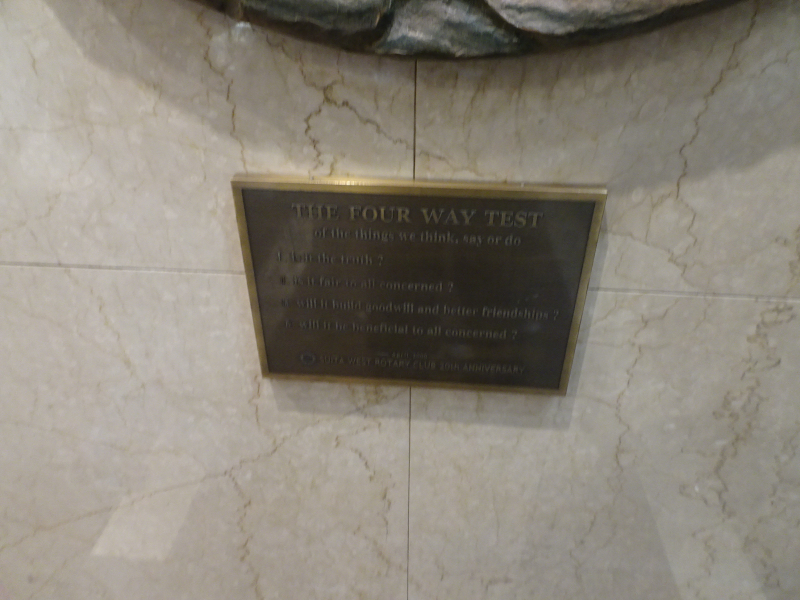 THE FOUR WAY TEST
of the things we think, say or do
Is it the truth ?
Is it fair to all concerned ?
will it build goodwill and better friendships ?
will it be beneficial to all concerned ?
WEST ROTARY CLUB ANNIVERSARY